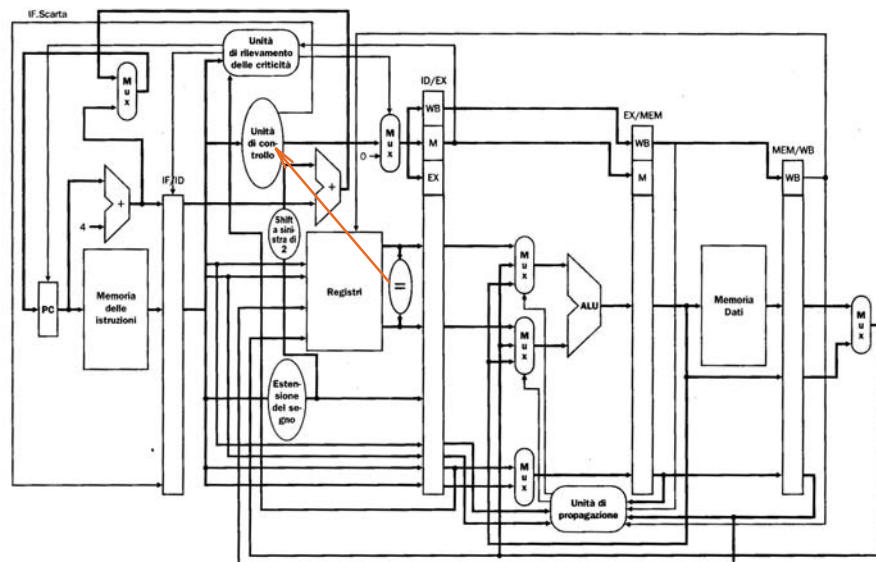 IF.Scarta
Unità
di rilevamento
delle criticità
M
u
x
ID/EX
WB
M
EX
Unità
di con-
trollo
M
u
x
0
EX/MEM
WB
M
MEM/WB
WB
IF/ID
+
4
+
Shift
a sini-
stra di
2
PC
Memoria
delle
istruzioni
Registri
=
M
u
x
M
u
x
ALU
Memoria
Dati
M
u
x
Esten-
sione
del se-
gno
M
u
x
Unità di
propagazione